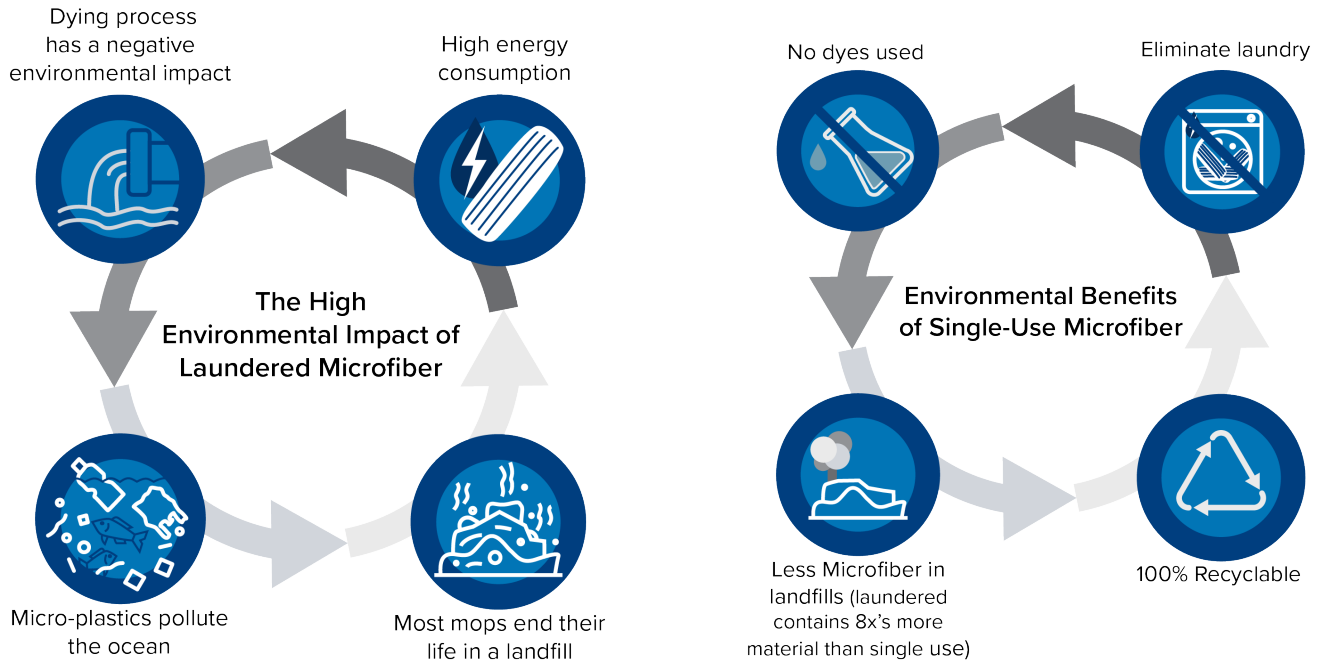 Dying process
has a negative
environmental impact
High energy
consumption
The High
Environmental Impact of
Laundered Microfiber
Micro-plastics pollute
the ocean
Most mops end their
life in a landfill
No dyes used
Eliminate laundry
Environmental Benefits
of Single-Use Microfiber
Less Microfiber in
landfills (laundered
contains 8x's more
material than single use)
100% Recyclable